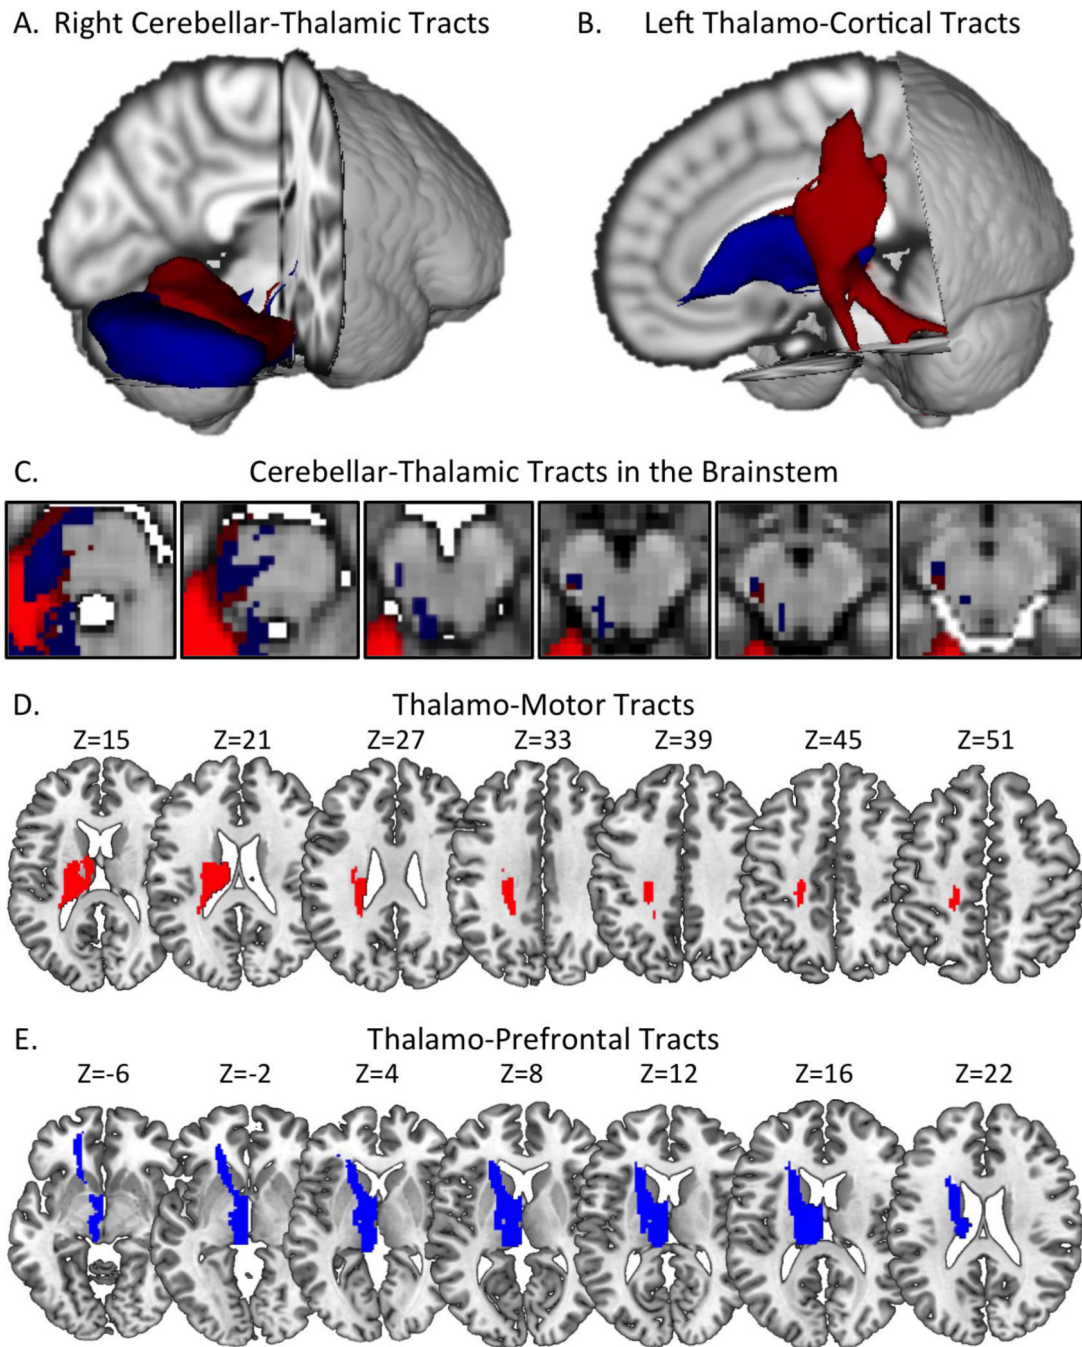 A. Right Cerebellar-Thalamic Tracts
B. Left Thalamo-Cortical Tracts
C. Cerebellar-Thalamic Tracts in the Brainstem
D. Thalamo-Motor Tracts
Z=15 Z=21 Z=27 Z=33 Z=39 Z=45 Z=51
E. Thalamo-Prefrontal Tracts
Z=-6 Z=-2 Z=4 Z=8 Z=12 Z=16 Z=22